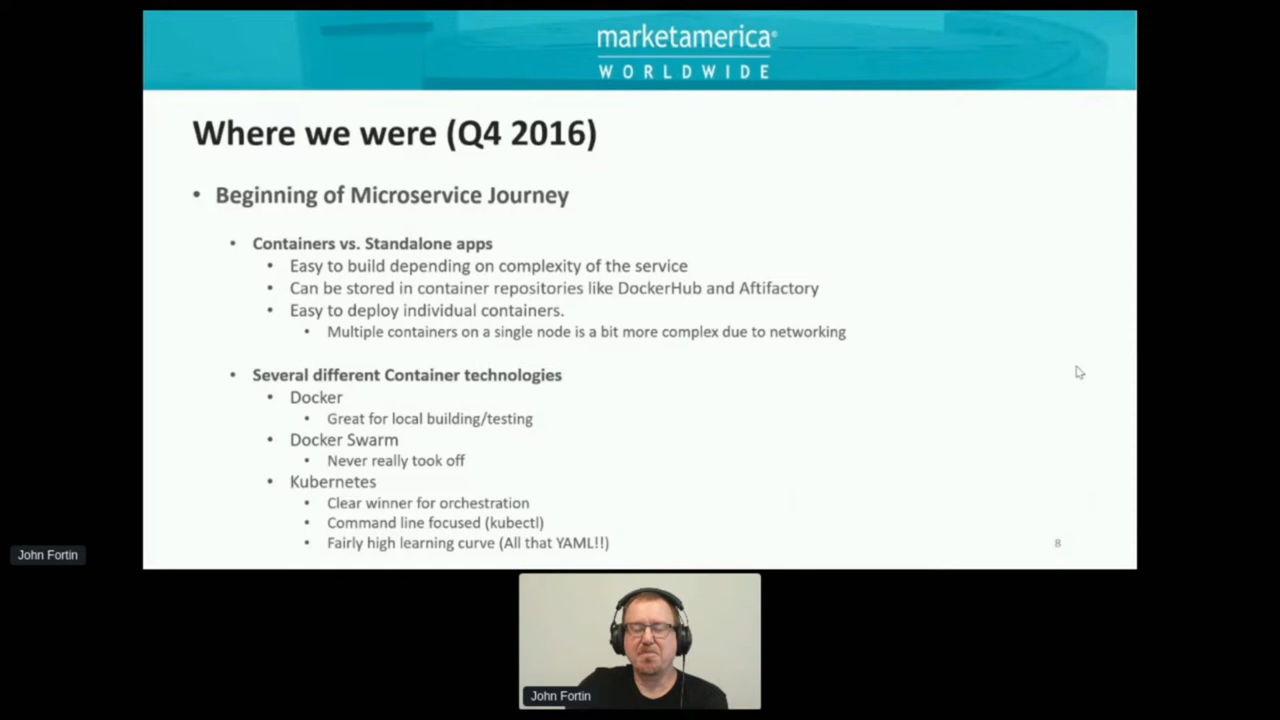 marketamerica®
WORLDWIDE
Where we were (Q4 2016)
• Beginning of Microservice Journey
• Containers vs. Standalone apps
• Easy to build depending on complexity of the service
• Can be stored in container repositories like DockerHub and Aftifactory
• Easy to deploy individual containers.
• Multiple containers on a single node is a bit more complex due to networking
• Several different Container technologies
• Docker
• Great for local building/testing
• Docker Swarm
• Never really took off
• Kubernetes
• Clear winner for orchestration
• Command line focused (kubectl)
• Fairly high learning curve (All that YAML!!)
8
John Fortin
John Fortin